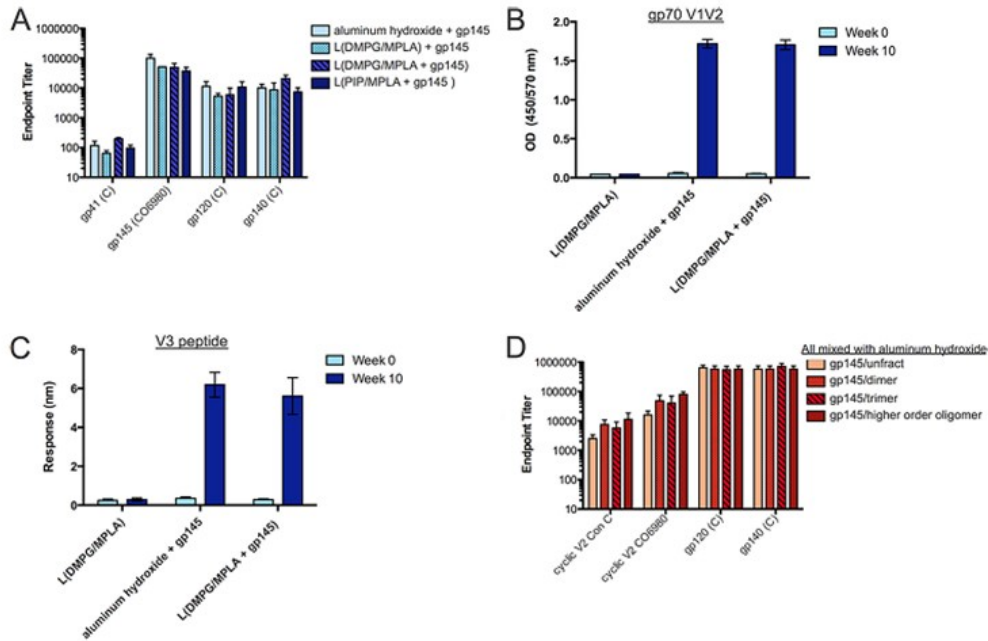 A
Endpoint Titer
1000000
100000
10000
1000
100
10
gp41 (C)
gp145 (CO6980)
gp120 (C)
gp140 (C)
aluminum hydroxide + gp145
L(DMPG/MPLA) + gp145
L(DMPG/MPLA + gp145)
L(PIP/MPLA + gp145 )
B
gp70 V1V2
OD (450/570 nm)
2.0
1.5
1.0
0.5
0.0
L(DMPG/MPLA)
aluminum hydroxide + gp145
L(DMPG/MPLA + gp145)
Week 0
Week 10
C
V3 peptide
Response (nm)
8
6
4
2
0
L(DMPG/MPLA)
aluminum hydroxide + gp145
L(DMPG/MPLA + gp145)
Week 0
Week 10
D
All mixed with aluminum hydroxide
Endpoint Titer
1000000
100000
10000
1000
100
10
cyclic V2 Con C
cyclic V2 CO6980
gp120 (C)
gp140 (C)
gp145/unfract
gp145/dimer
gp145/trimer
gp145/higher order oligomer